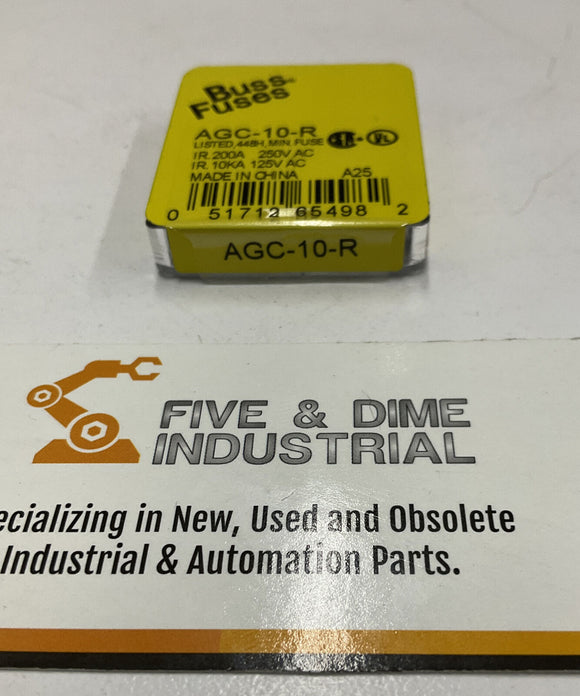 Buss
Fuses
AGC-10-R
LISTED, 448H, MIN. FUSE
IR. 200A 250V AC
IR. 10KA 125V AC
MADE IN CHINA A25
0 51712 65498 2
AGC-10-R
FIVE & DIME
INDUSTRIAL
ecializing in New, Used and Obsolete
Industrial & Automation Parts.